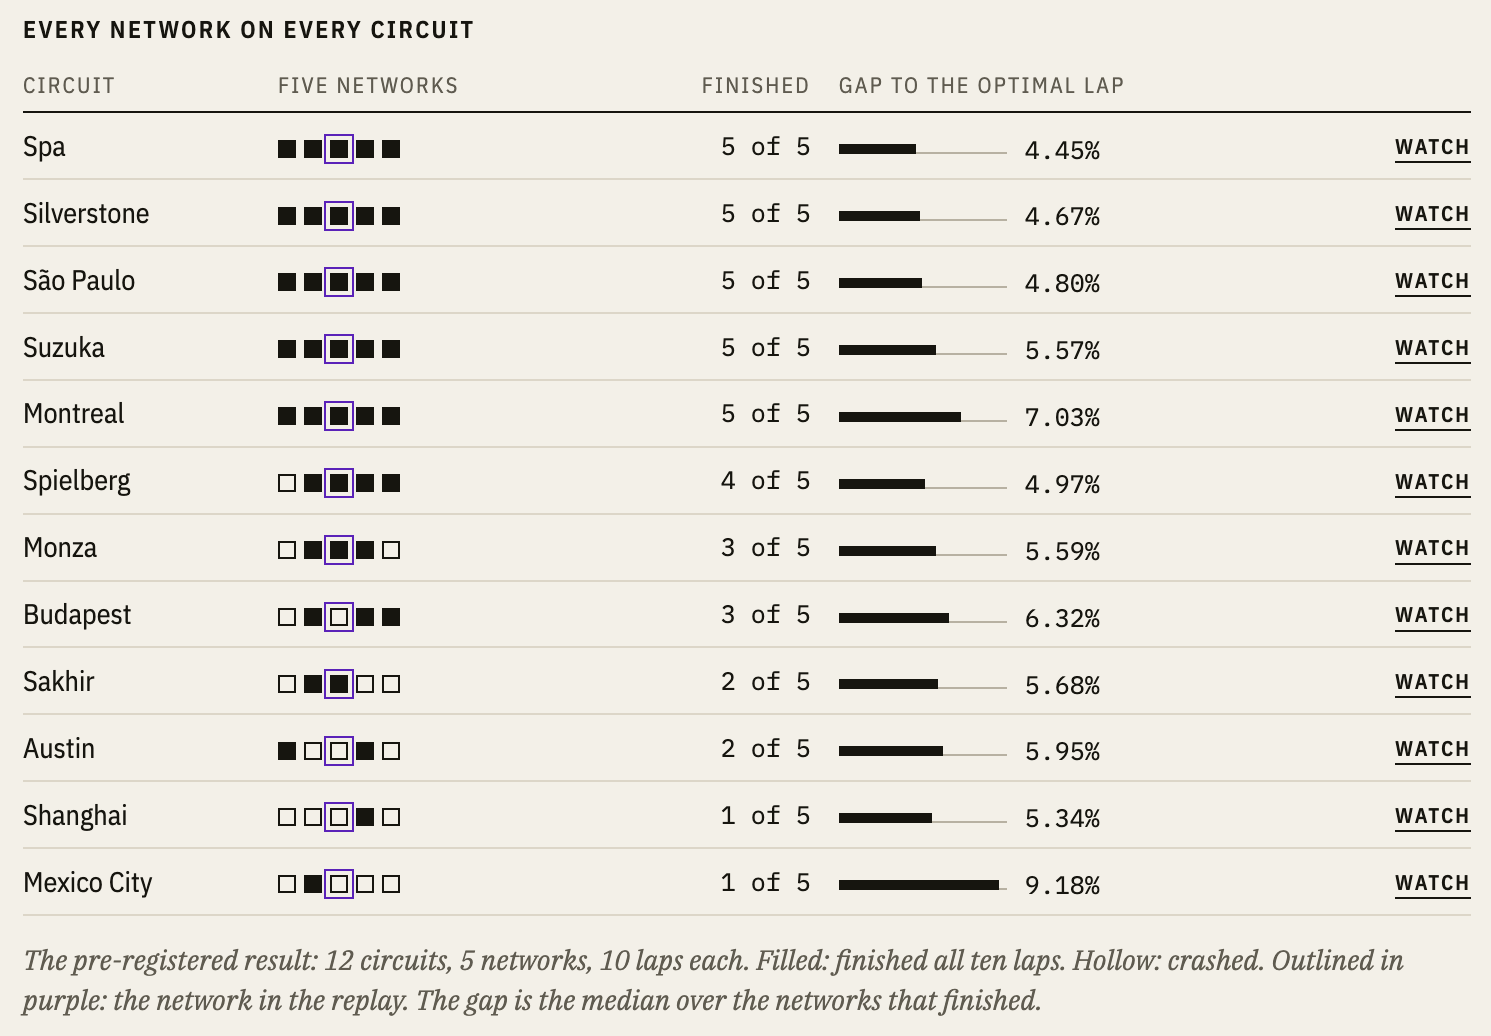 EVERY NETWORK ON EVERY CIRCUIT
CIRCUIT FIVE NETWORKS FINISHED GAP TO THE OPTIMAL LAP
Spa 5 of 5 4.45% WATCH
Silverstone 5 of 5 4.67% WATCH
São Paulo 5 of 5 4.80% WATCH
Suzuka 5 of 5 5.57% WATCH
Montreal 5 of 5 7.03% WATCH
Spielberg 4 of 5 4.97% WATCH
Monza 3 of 5 5.59% WATCH
Budapest 3 of 5 6.32% WATCH
Sakhir 2 of 5 5.68% WATCH
Austin 2 of 5 5.95% WATCH
Shanghai 1 of 5 5.34% WATCH
Mexico City 1 of 5 9.18% WATCH
The pre-registered result: 12 circuits, 5 networks, 10 laps each. Filled: finished all ten laps. Hollow: crashed. Outlined in
purple: the network in the replay. The gap is the median over the networks that finished.